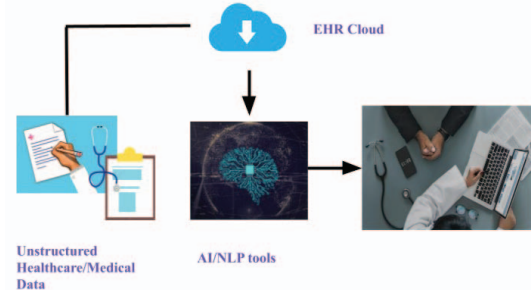 EHR Cloud
Unstructured
Healthcare/Medical
Data
AI/NLP tools